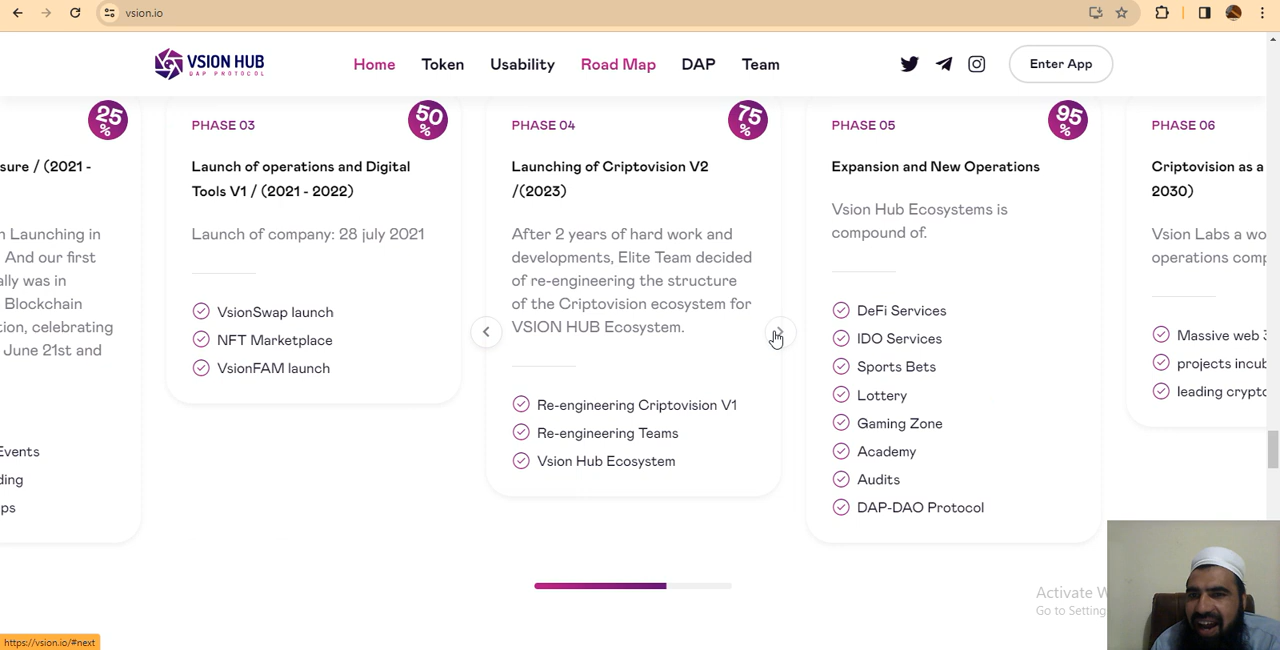 vsion.io
VSION HUB
DAP PROTOCOL
Home
Token
Usability
Road Map
DAP
Team
Enter App
25
%
sure / (2021 -
n Launching in
And our first
ally was in
Blockchain
tion, celebrating
June 21st and
Events
ding
ps
PHASE 03
50
%
Launch of operations and Digital
Tools V1 / (2021 - 2022)
Launch of company: 28 july 2021
VsionSwap launch
NFT Marketplace
VsionFAM launch
PHASE 04
75
%
Launching of Criptovision V2
/(2023)
After 2 years of hard work and
developments, Elite Team decided
of re-engineering the structure
of the Criptovision ecosystem for
VSION HUB Ecosystem.
Re-engineering Criptovision V1
Re-engineering Teams
Vsion Hub Ecosystem
PHASE 05
95
%
Expansion and New Operations
Vsion Hub Ecosystems is
compound of.
DeFi Services
IDO Services
Sports Bets
Lottery
Gaming Zone
Academy
Audits
DAP-DAO Protocol
PHASE 06
Criptovision as a
2030)
Vsion Labs a wo
operations comp
Massive web 3
projects incub
leading crypto
Activate W
Go to Setting
https://vsion.io/#next